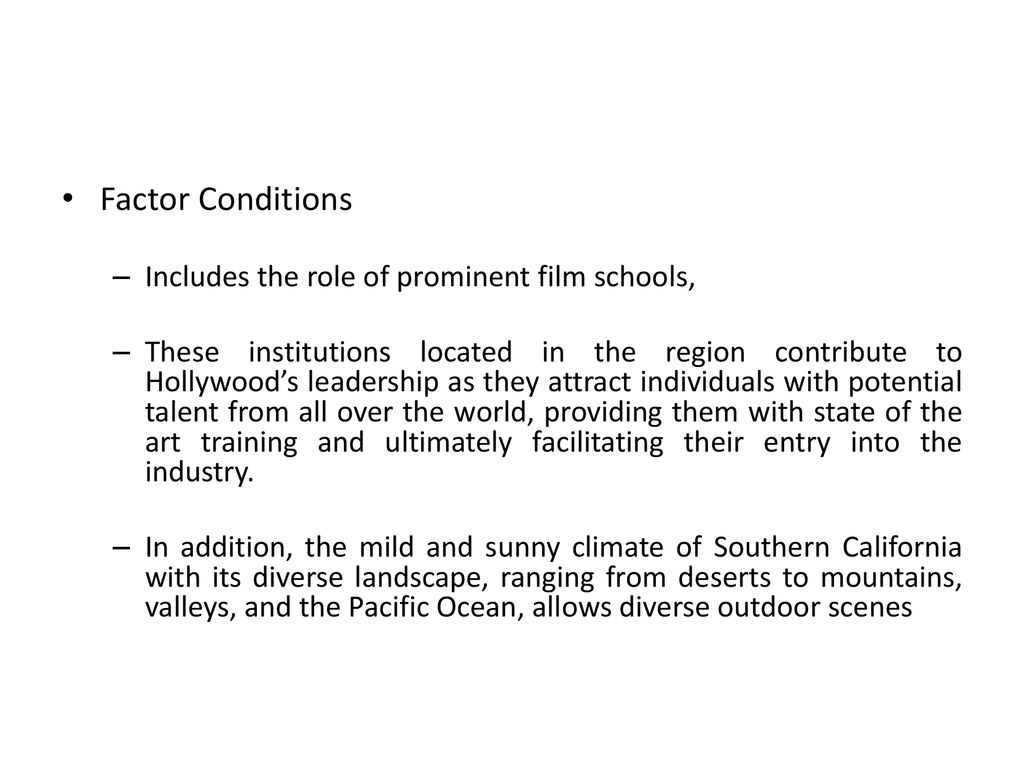 • Factor Conditions
– Includes the role of prominent film schools,
– These institutions located in the region contribute to
Hollywood’s leadership as they attract individuals with potential
talent from all over the world, providing them with state of the
art training and ultimately facilitating their entry into the
industry.
– In addition, the mild and sunny climate of Southern California
with its diverse landscape, ranging from deserts to mountains,
valleys, and the Pacific Ocean, allows diverse outdoor scenes